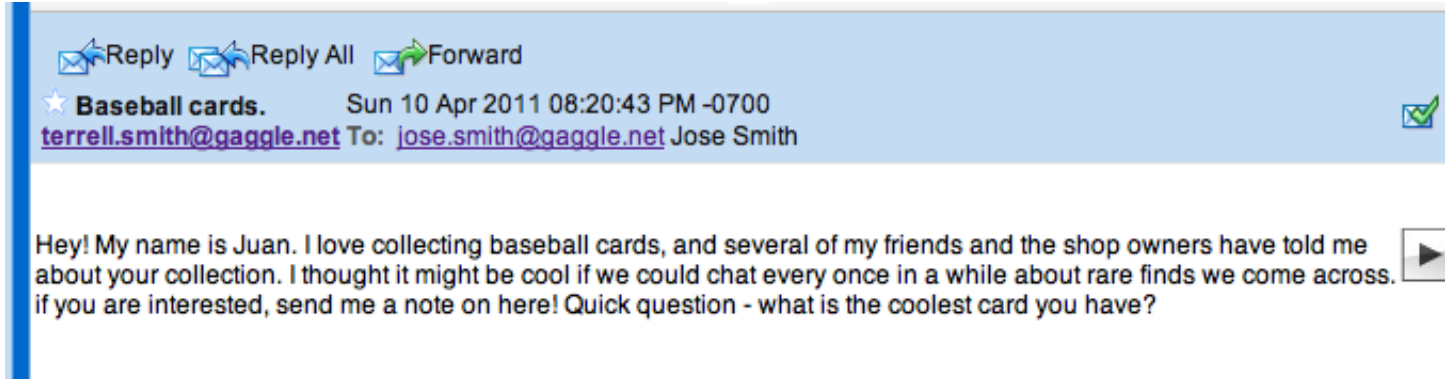 Reply Reply All Forward
Baseball cards. Sun 10 Apr 2011 08:20:43 PM -0700
terrell.smith@gaggle.net To: jose.smith@gaggle.net Jose Smith
Hey! My name is Juan. I love collecting baseball cards, and several of my friends and the shop owners have told me
about your collection. I thought it might be cool if we could chat every once in a while about rare finds we come across.
if you are interested, send me a note on here! Quick question - what is the coolest card you have?